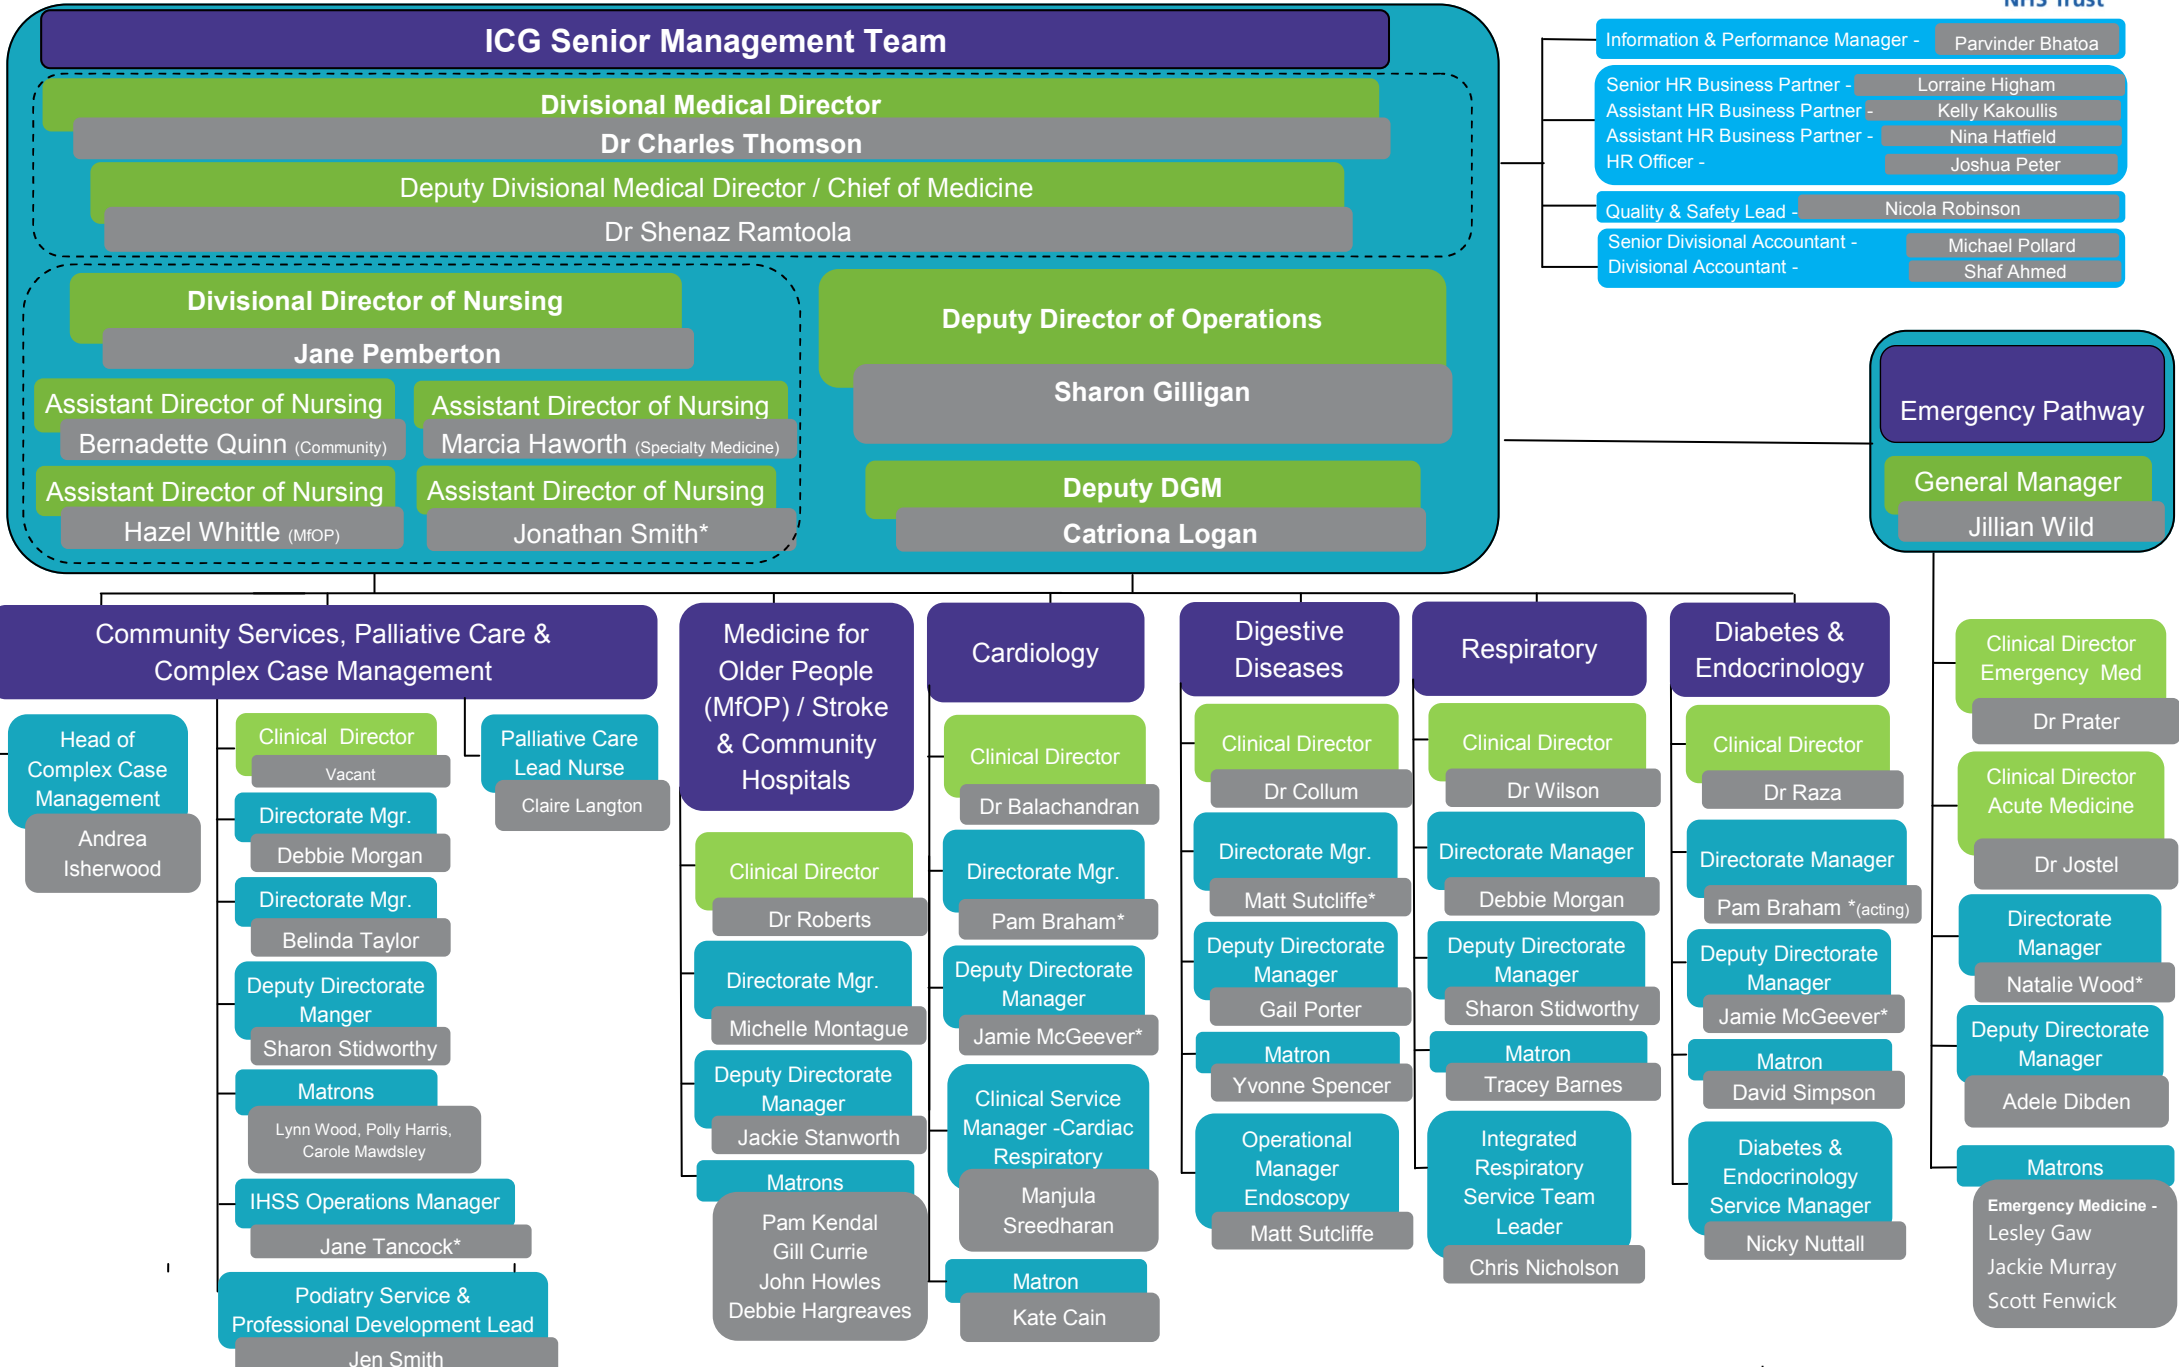 NHS Trust
ICG Senior Management Team
Divisional Medical Director
Dr Charles Thomson
Deputy Divisional Medical Director / Chief of Medicine
Dr Shenaz Ramtoola
Divisional Director of Nursing
Jane Pemberton
Assistant Director of Nursing
Bernadette Quinn (Community)
Assistant Director of Nursing
Marcia Haworth (Specialty Medicine)
Assistant Director of Nursing
Hazel Whittle (MfOP)
Assistant Director of Nursing
Jonathan Smith*
Deputy Director of Operations
Sharon Gilligan
Deputy DGM
Catriona Logan
Information & Performance Manager - Parvinder Bhatoa
Senior HR Business Partner - Lorraine Higham
Assistant HR Business Partner - Kelly Kakoullis
Assistant HR Business Partner - Nina Hatfield
HR Officer - Joshua Peter
Quality & Safety Lead - Nicola Robinson
Senior Divisional Accountant - Michael Pollard
Divisional Accountant - Shaf Ahmed
Emergency Pathway
General Manager
Jillian Wild
Community Services, Palliative Care &
Complex Case Management
Head of
Complex Case
Management
Andrea
Isherwood
Clinical Director
Vacant
Directorate Mgr.
Debbie Morgan
Directorate Mgr.
Belinda Taylor
Deputy Directorate
Manger
Sharon Stidworthy
Matrons
Lynn Wood, Polly Harris,
Carole Mawdsley
IHSS Operations Manager
Jane Tancock*
Podiatry Service &
Professional Development Lead
Jen Smith
Palliative Care
Lead Nurse
Claire Langton
Medicine for
Older People
(MfOP) / Stroke
& Community
Hospitals
Clinical Director
Dr Roberts
Directorate Mgr.
Michelle Montague
Deputy Directorate
Manager
Jackie Stanworth
Matrons
Pam Kendal
Gill Currie
John Howles
Debbie Hargreaves
Cardiology
Clinical Director
Dr Balachandran
Directorate Mgr.
Pam Braham*
Deputy Directorate
Manager
Jamie McGeever*
Clinical Service
Manager -Cardiac
Respiratory
Manjula
Sreedharan
Matron
Kate Cain
Digestive
Diseases
Clinical Director
Dr Collum
Directorate Mgr.
Matt Sutcliffe*
Deputy Directorate
Manager
Gail Porter
Matron
Yvonne Spencer
Operational
Manager
Endoscopy
Matt Sutcliffe
Respiratory
Clinical Director
Dr Wilson
Directorate Manager
Debbie Morgan
Deputy Directorate
Manager
Sharon Stidworthy
Matron
Tracey Barnes
Integrated
Respiratory
Service Team
Leader
Chris Nicholson
Diabetes &
Endocrinology
Clinical Director
Dr Raza
Directorate Manager
Pam Braham *(acting)
Deputy Directorate
Manager
Jamie McGeever*
Matron
David Simpson
Diabetes &
Endocrinology
Service Manager
Nicky Nuttall
Clinical Director
Emergency Med
Dr Prater
Clinical Director
Acute Medicine
Dr Jostel
Directorate
Manager
Natalie Wood*
Deputy Directorate
Manager
Adele Dibden
Matrons
Emergency Medicine -
Lesley Gaw
Jackie Murray
Scott Fenwick